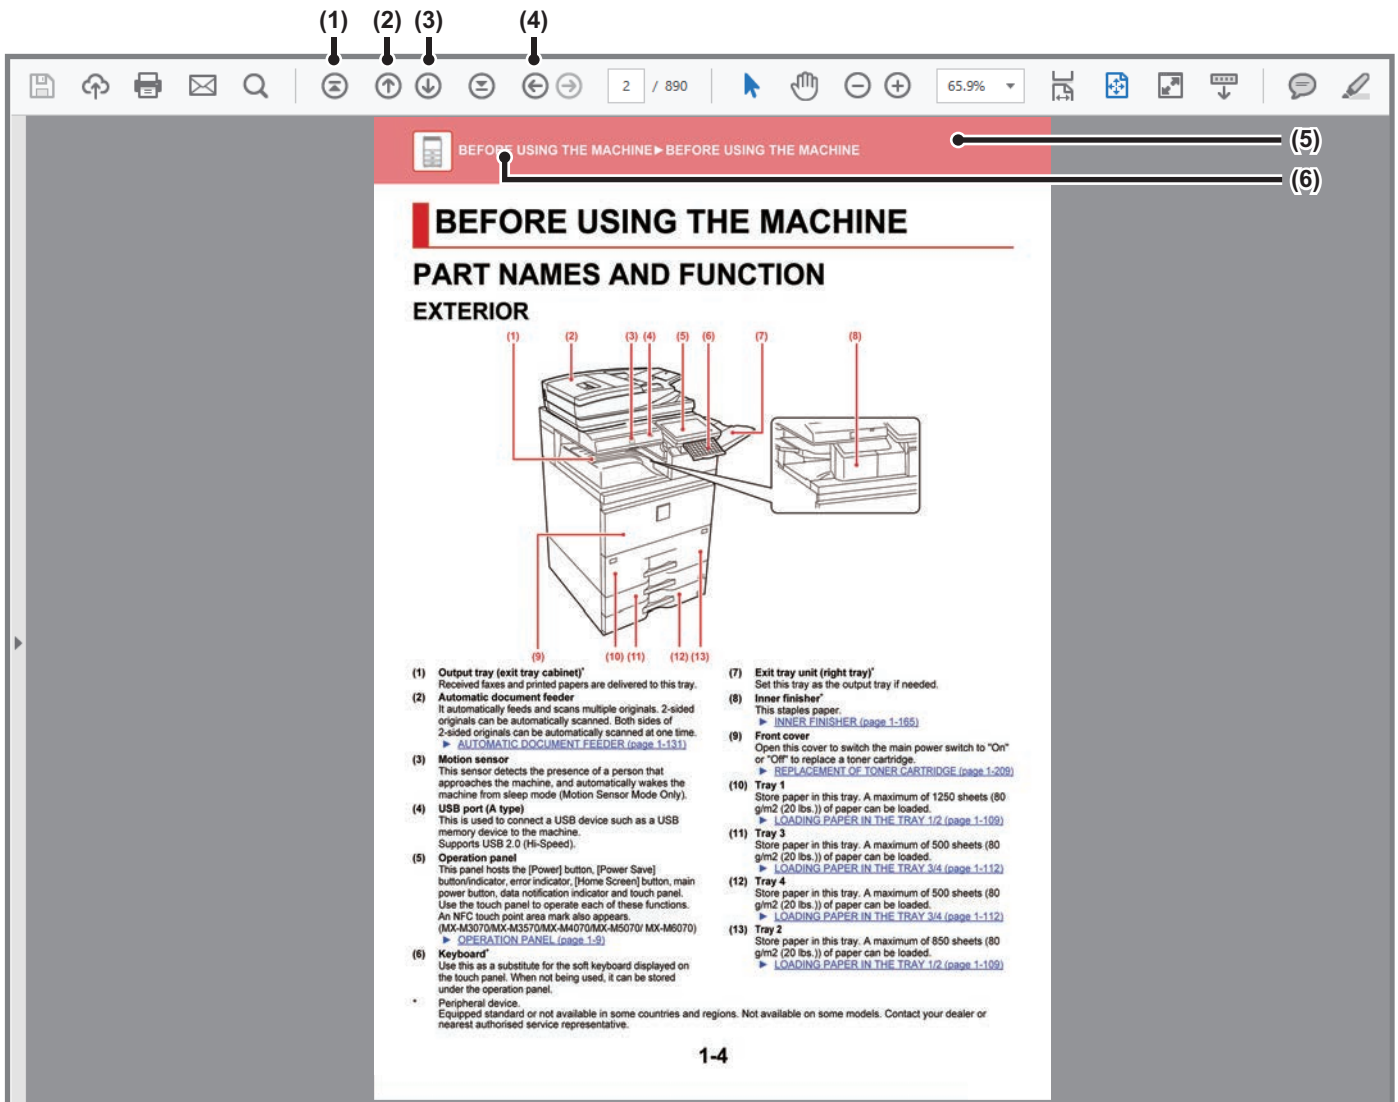 (1) (2) (3) (4)
2 / 890 65.9%
(5)
BEFORE USING THE MACHINE►BEFORE USING THE MACHINE
(6)
BEFORE USING THE MACHINE
PART NAMES AND FUNCTION
EXTERIOR
(1) (2) (3) (4) (5) (6) (7) (8)
(9) (10) (11) (12) (13)
(1) Output tray (exit tray cabinet)*
Received faxes and printed papers are delivered to this tray.
(2) Automatic document feeder
It automatically feeds and scans multiple originals. 2-sided
originals can be automatically scanned. Both sides of
2-sided originals can be automatically scanned at one time.
► AUTOMATIC DOCUMENT FEEDER (page 1-131)
(3) Motion sensor
This sensor detects the presence of a person that
approaches the machine, and automatically wakes the
machine from sleep mode (Motion Sensor Mode Only).
(4) USB port (A type)
This is used to connect a USB device such as a USB
memory device to the machine.
Supports USB 2.0 (Hi-Speed).
(5) Operation panel
This panel hosts the [Power] button, [Power Save]
button/indicator, error indicator, [Home Screen] button, main
power button, data notification indicator and touch panel.
Use the touch panel to operate each of these functions.
An NFC touch point area mark also appears.
(MX-M3070/MX-M3570/MX-M4070/MX-M5070/ MX-M6070)
► OPERATION PANEL (page 1-9)
(6) Keyboard*
Use this as a substitute for the soft keyboard displayed on
the touch panel. When not being used, it can be stored
under the operation panel.
(7) Exit tray unit (right tray)*
Set this tray as the output tray if needed.
(8) Inner finisher*
This staples paper.
► INNER FINISHER (page 1-165)
(9) Front cover
Open this cover to switch the main power switch to "On"
or "Off" to replace a toner cartridge.
► REPLACEMENT OF TONER CARTRIDGE (page 1-209)
(10) Tray 1
Store paper in this tray. A maximum of 1250 sheets (80
g/m2 (20 lbs.)) of paper can be loaded.
► LOADING PAPER IN THE TRAY 1/2 (page 1-109)
(11) Tray 3
Store paper in this tray. A maximum of 500 sheets (80
g/m2 (20 lbs.)) of paper can be loaded.
► LOADING PAPER IN THE TRAY 3/4 (page 1-112)
(12) Tray 4
Store paper in this tray. A maximum of 500 sheets (80
g/m2 (20 lbs.)) of paper can be loaded.
► LOADING PAPER IN THE TRAY 3/4 (page 1-112)
(13) Tray 2
Store paper in this tray. A maximum of 850 sheets (80
g/m2 (20 lbs.)) of paper can be loaded.
► LOADING PAPER IN THE TRAY 1/2 (page 1-109)
* Peripheral device.
Equipped standard or not available in some countries and regions. Not available on some models. Contact your dealer or
nearest authorised service representative.
1-4